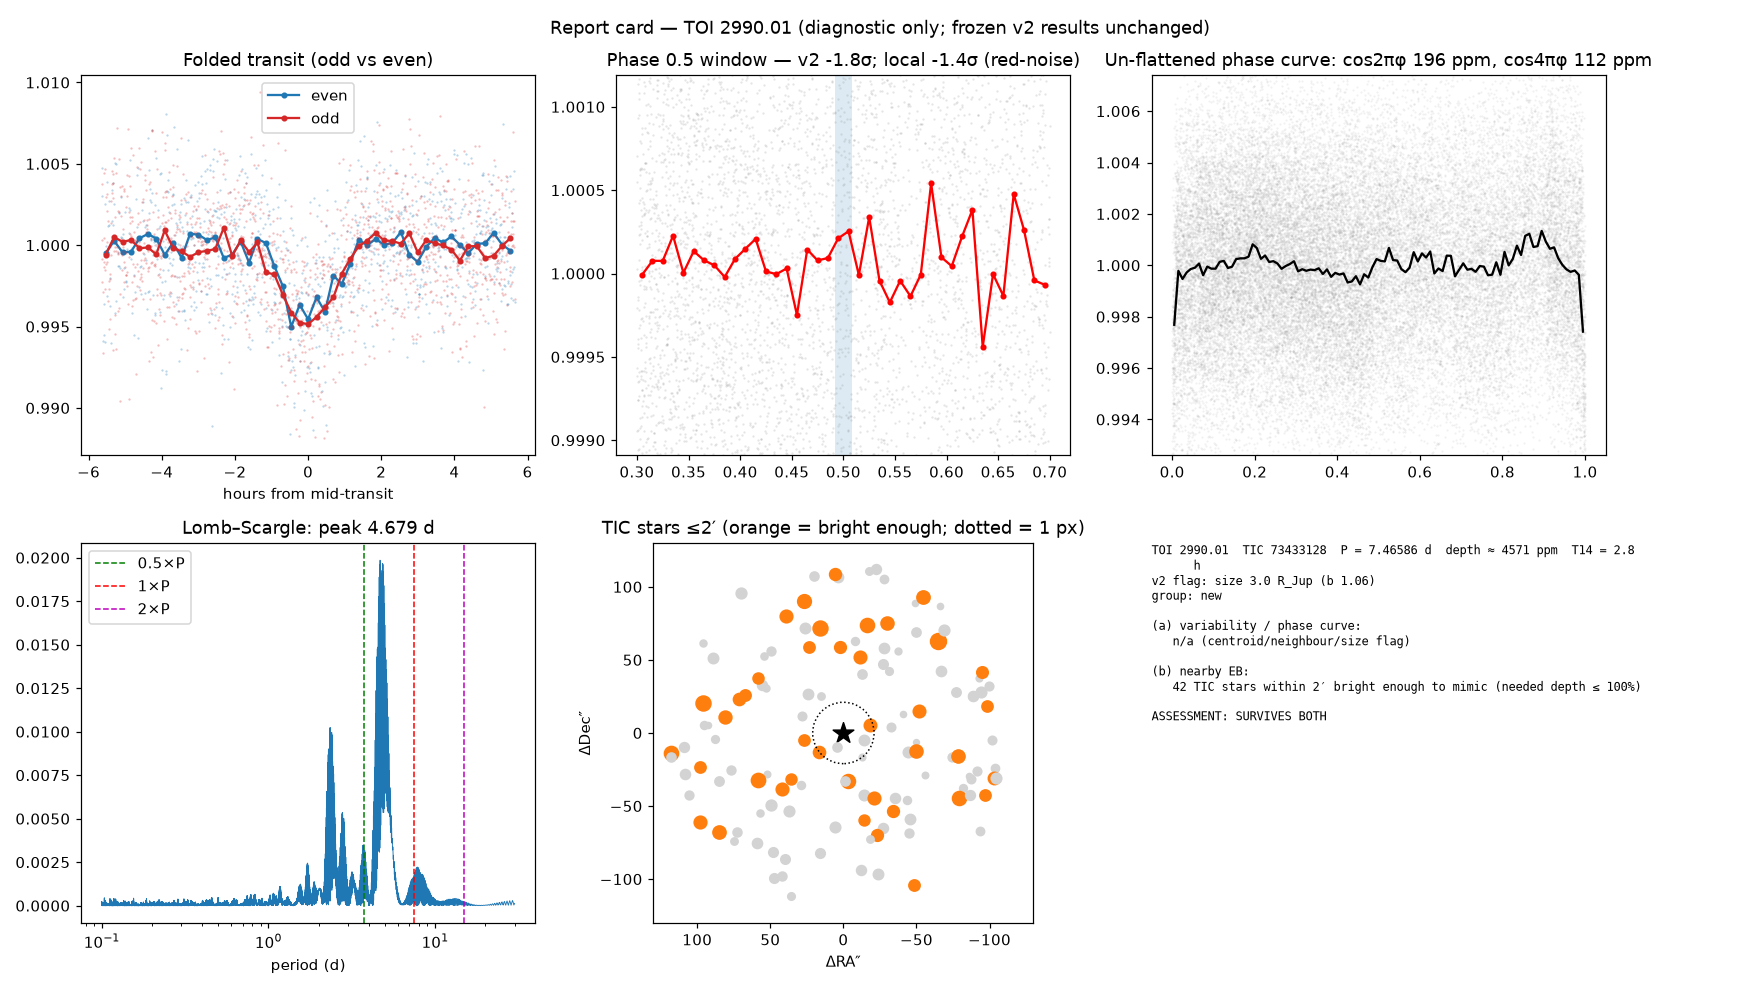 Report card — TOI 2990.01 (diagnostic only; frozen v2 results unchanged)
Folded transit (odd vs even)
1.010
1.005
1.000
0.995
0.990
even
odd
−6
−4
−2
0
2
4
6
hours from mid-transit
Phase 0.5 window — v2 -1.8σ; local -1.4σ (red-noise)
1.0010
1.0005
1.0000
0.9995
0.9990
0.30
0.35
0.40
0.45
0.50
0.55
0.60
0.65
0.70
Un-flattened phase curve: cos2πφ 196 ppm, cos4πφ 112 ppm
1.006
1.004
1.002
1.000
0.998
0.996
0.994
0.0
0.2
0.4
0.6
0.8
1.0
Lomb–Scargle: peak 4.679 d
0.0200
0.0175
0.0150
0.0125
0.0100
0.0075
0.0050
0.0025
0.0000
0.5×P
1×P
2×P
10⁻¹
10⁰
10¹
period (d)
TIC stars ≤2′ (orange = bright enough; dotted = 1 px)
ΔDec″
100
50
0
−50
−100
100
50
0
−50
−100
ΔRA″
TOI 2990.01  TIC 73433128  P = 7.46586 d  depth ≈ 4571 ppm  T14 = 2.8
h
v2 flag: size 3.0 R_Jup (b 1.06)
group: new
(a) variability / phase curve:
n/a (centroid/neighbour/size flag)
(b) nearby EB:
42 TIC stars within 2′ bright enough to mimic (needed depth ≤ 100%)
ASSESSMENT: SURVIVES BOTH